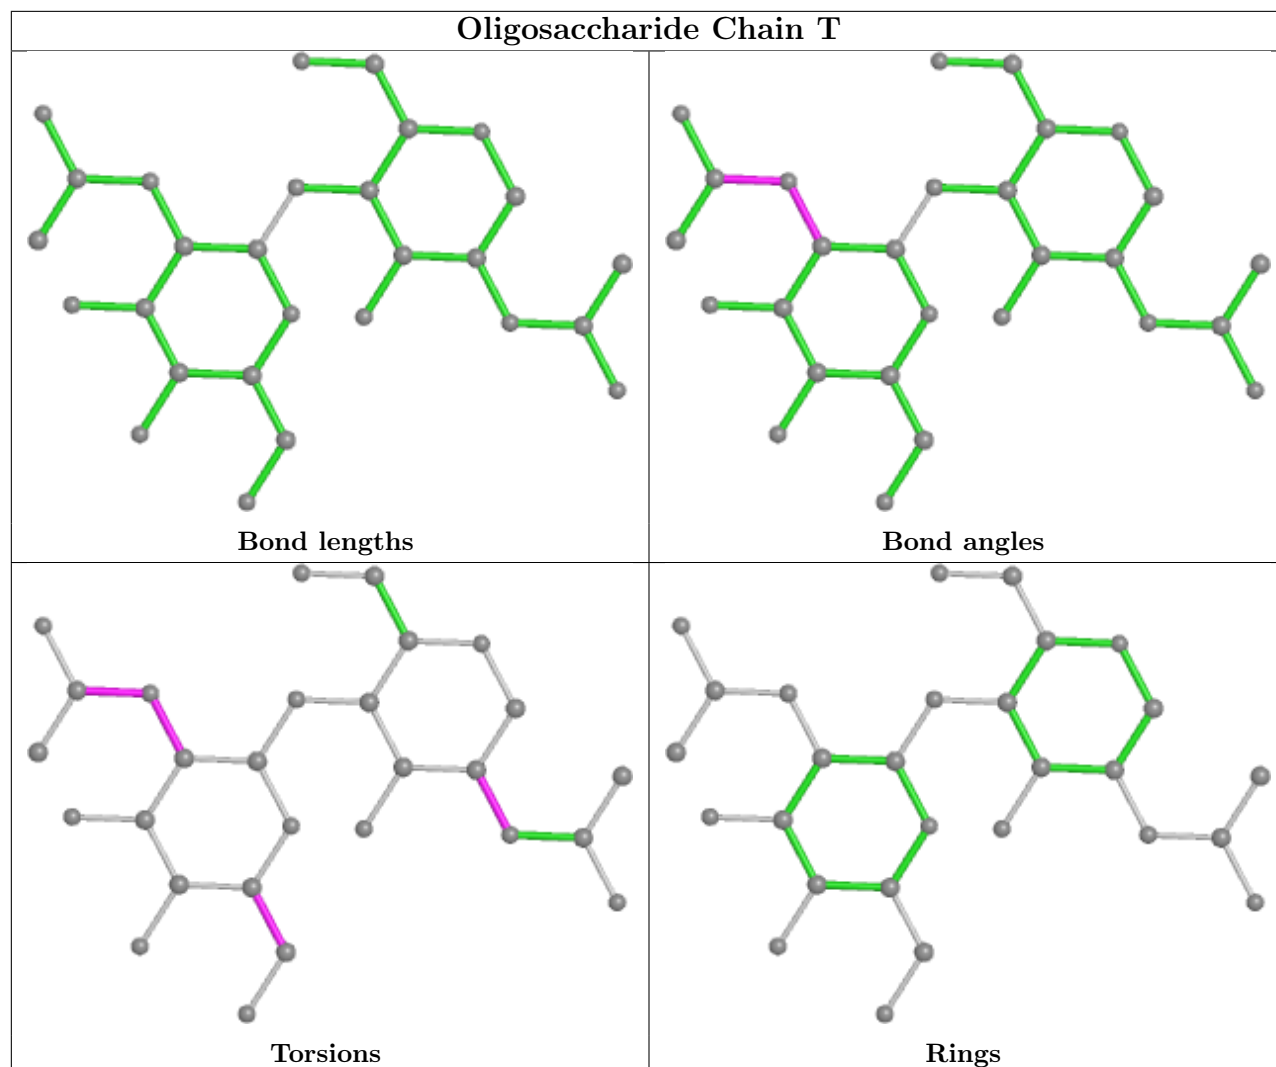 Oligosaccharide Chain T
Bond lengths
Bond angles
Torsions
Rings